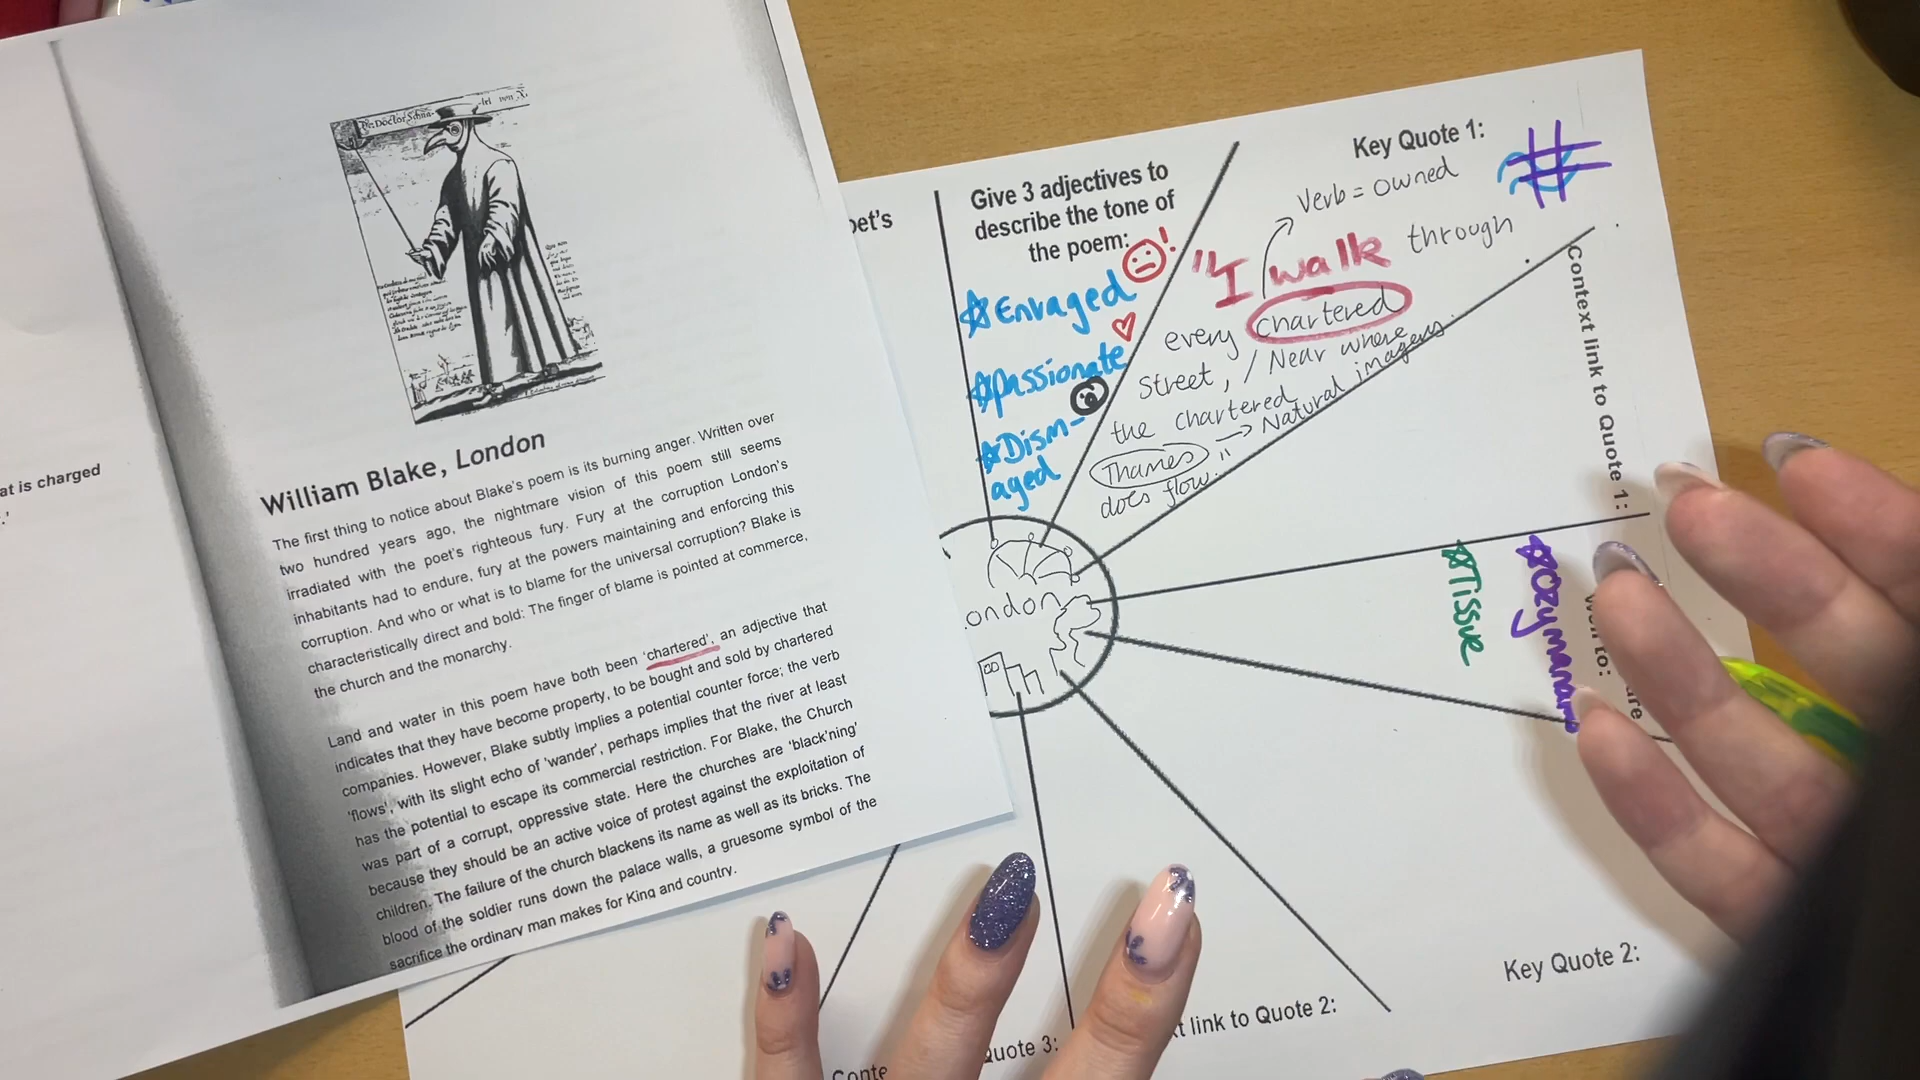 at is charged
.'
Dr. Doctor Schna-
William Blake, London
The first thing to notice about Blake's poem is its burning anger. Written over
two hundred years ago, the nightmare vision of this poem still seems
irradiated with the poet's righteous fury. Fury at the corruption London's
inhabitants had to endure, fury at the powers maintaining and enforcing this
corruption. And who or what is to blame for the universal corruption? Blake is
characteristically direct and bold: The finger of blame is pointed at commerce,
the church and the monarchy.
Land and water in this poem have both been 'chartered', an adjective that
indicates that they have become property, to be bought and sold by chartered
companies. However, Blake subtly implies a potential counter force; the verb
'flows', with its slight echo of 'wander', perhaps implies that the river at least
has the potential to escape its commercial restriction. For Blake, the Church
was part of a corrupt, oppressive state. Here the churches are 'black'ning'
because they should be an active voice of protest against the exploitation of
children. The failure of the church blackens its name as well as its bricks. The
blood of the soldier runs down the palace walls, a gruesome symbol of the
sacrifice the ordinary man makes for King and country.
oet's
Give 3 adjectives to
describe the tone of
the poem:
Enraged
Passionate
Dism-
aged
Key Quote 1:
Verb = owned
"I walk through
every chartered
Street, / Near where
the chartered
Thames
does flow."
→ Natural imagery
#
Context link to Quote 1:
ondon
Tissue
Ozymandias
well to:
are
Key Quote 2:
t link to Quote 2:
Quote 3:
Conte